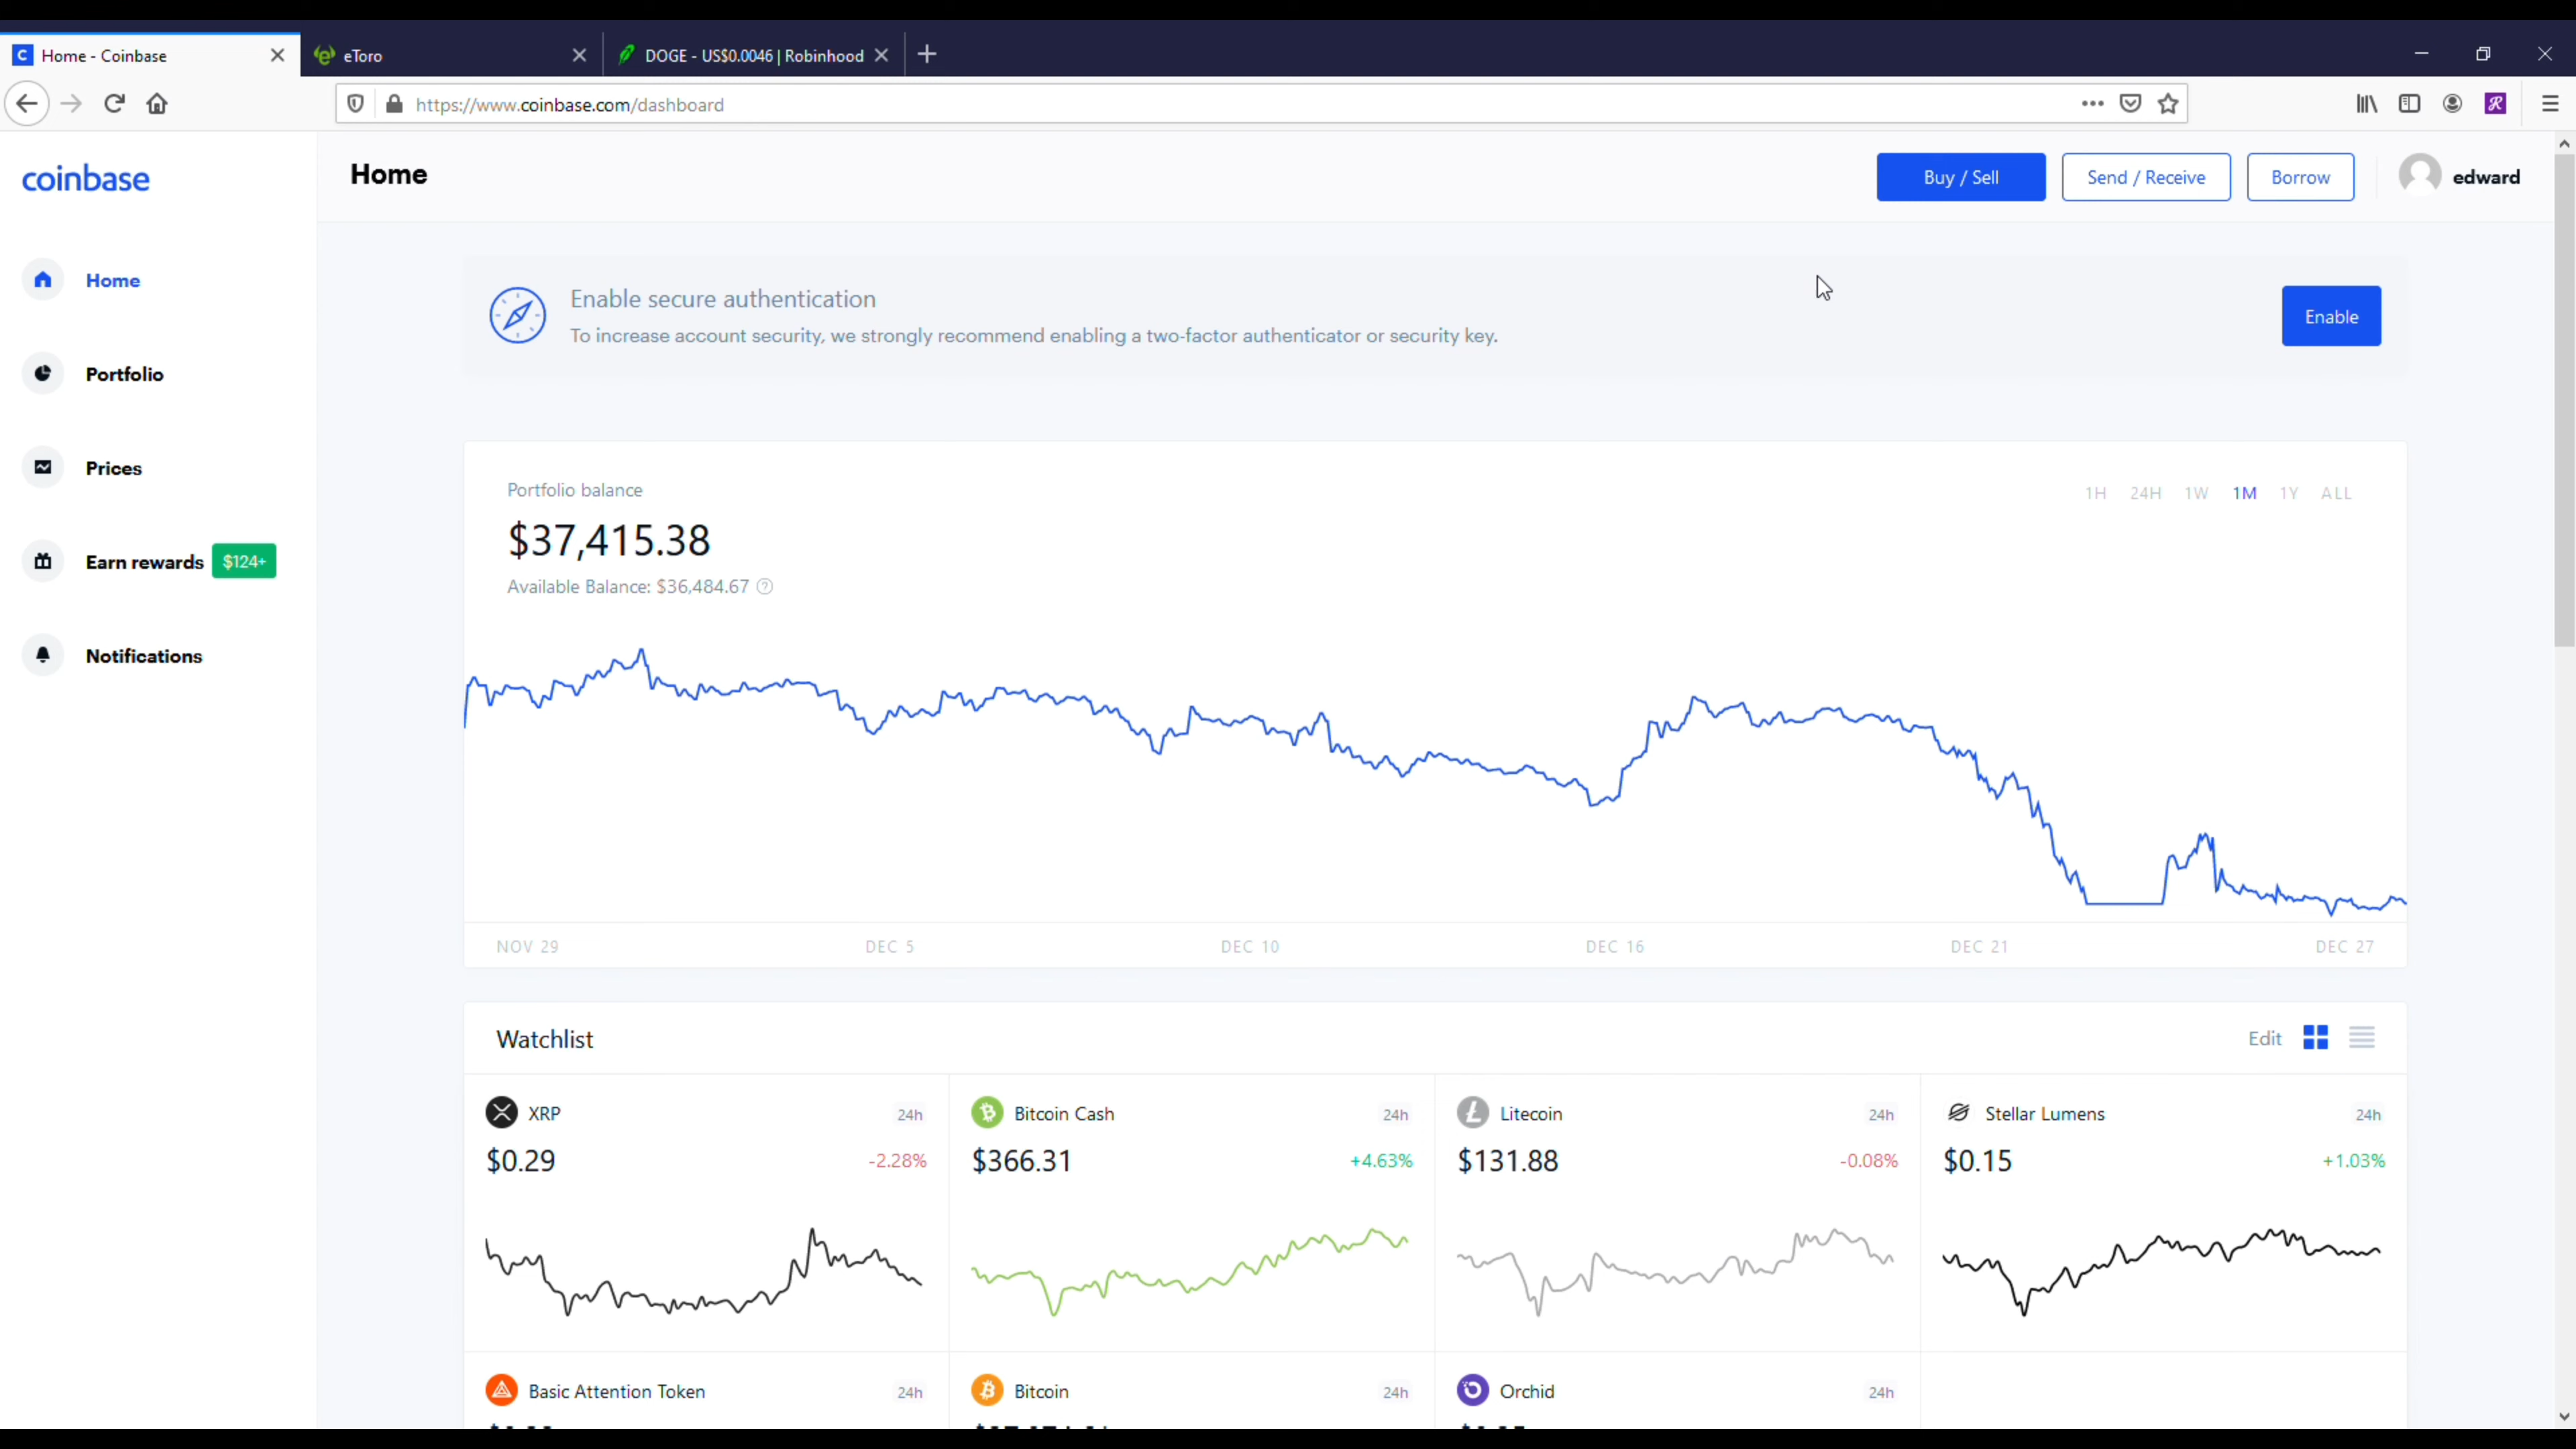 Home - Coinbase
eToro
DOGE - US$0.0046 | Robinhood
https://www.coinbase.com/dashboard
coinbase
Home
Buy / Sell
Send / Receive
Borrow
edward
Home
Portfolio
Prices
Earn rewards $124+
Notifications
Enable secure authentication
To increase account security, we strongly recommend enabling a two-factor authenticator or security key.
Enable
Portfolio balance
$37,415.38
Available Balance: $36,484.67
1H 24H 1W 1M 1Y ALL
NOV 29 DEC 5 DEC 10 DEC 16 DEC 21 DEC 27
Watchlist
Edit
XRP 24h
$0.29 -2.28%
Bitcoin Cash 24h
$366.31 +4.63%
Litecoin 24h
$131.88 -0.08%
Stellar Lumens 24h
$0.15 +1.03%
Basic Attention Token 24h
Bitcoin 24h
Orchid 24h